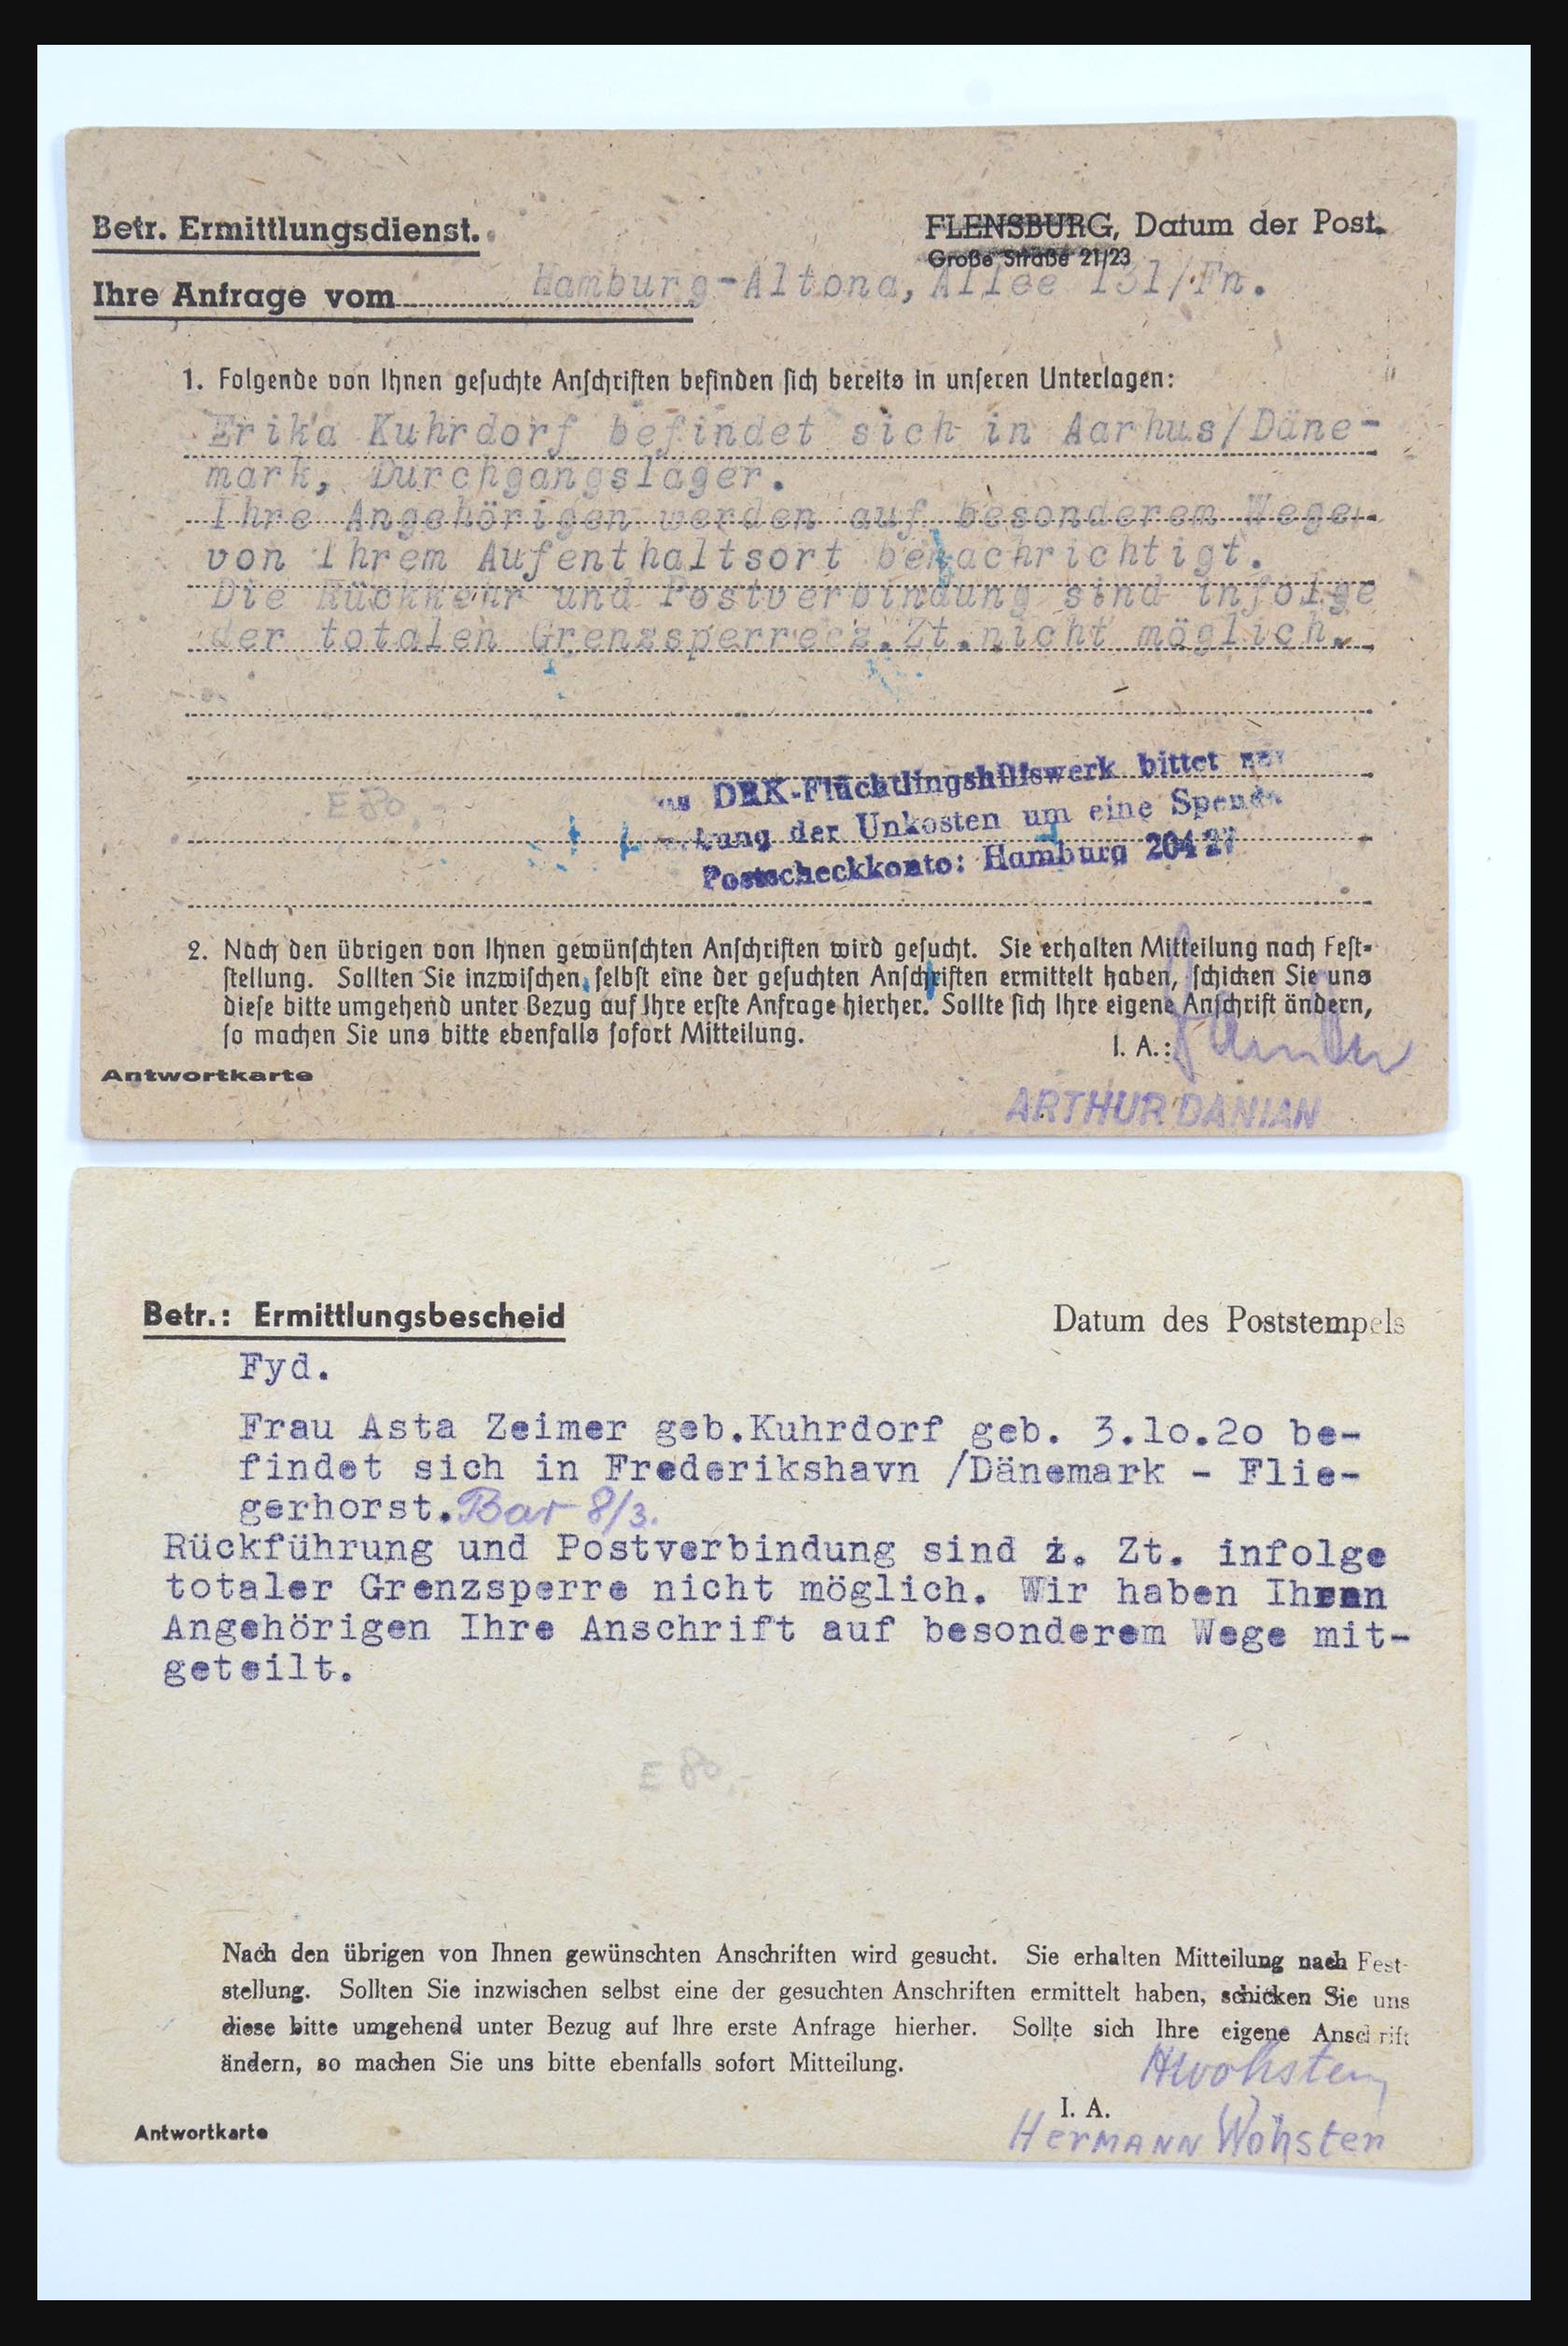 Betr. Ermittlungsdienst.
FLENSBURG, Datum der Post.
Große Straße 21/23
Hamburg-Altona, Allee 131/Fn.
Ihre Anfrage vom
1. Folgende von Ihnen gesuchte Anschriften befinden sich bereits in unseren Unterlagen:
Erika Kuhrdorf befindet sich in Aarhus/Däne-
mark, Durchgangslager.
Ihre Angehörigen werden auf besonderem Wege
von Ihrem Aufenthaltsort benachrichtigt.
Die Rückkehr und Postverbindung sind infolge
der totalen Grenzsperre z.Zt.nicht möglich.
DRK-Flüchtlingshilfswerk bittet
der Unkosten um eine Spende
Postscheckkonto: Hamburg 204 27
E 80.-
2. Nach den übrigen von Ihnen gewünschten Anschriften wird gesucht. Sie erhalten Mitteilung nach Fest-
stellung. Sollten Sie inzwischen selbst eine der gesuchten Anschriften ermittelt haben, schicken Sie uns
diese bitte umgehend unter Bezug auf Ihre erste Anfrage hierher. Sollte sich Ihre eigene Anschrift ändern,
so machen Sie uns bitte ebenfalls sofort Mitteilung.
I. A.:
Antwortkarte
ARTHUR DANIAN
Betr.: Ermittlungsbescheid
Datum des Poststempels
Fyd.
Frau Asta Zeimer geb.Kuhrdorf geb. 3.10.20 be-
findet sich in Frederikshavn /Dänemark - Flie-
gerhorst. Bar 8/3.
Rückführung und Postverbindung sind z. Zt. infolge
totaler Grenzsperre nicht möglich. Wir haben Ihren
Angehörigen Ihre Anschrift auf besonderem Wege mit-
geteilt.
E 80.-
Nach den übrigen von Ihnen gewünschten Anschriften wird gesucht. Sie erhalten Mitteilung nach Fest-
stellung. Sollten Sie inzwischen selbst eine der gesuchten Anschriften ermittelt haben, schicken Sie uns
diese bitte umgehend unter Bezug auf Ihre erste Anfrage hierher. Sollte sich Ihre eigene Anschrift
ändern, so machen Sie uns bitte ebenfalls sofort Mitteilung.
HWohsten
I. A.
HERMANN Wohsten
Antwortkarte